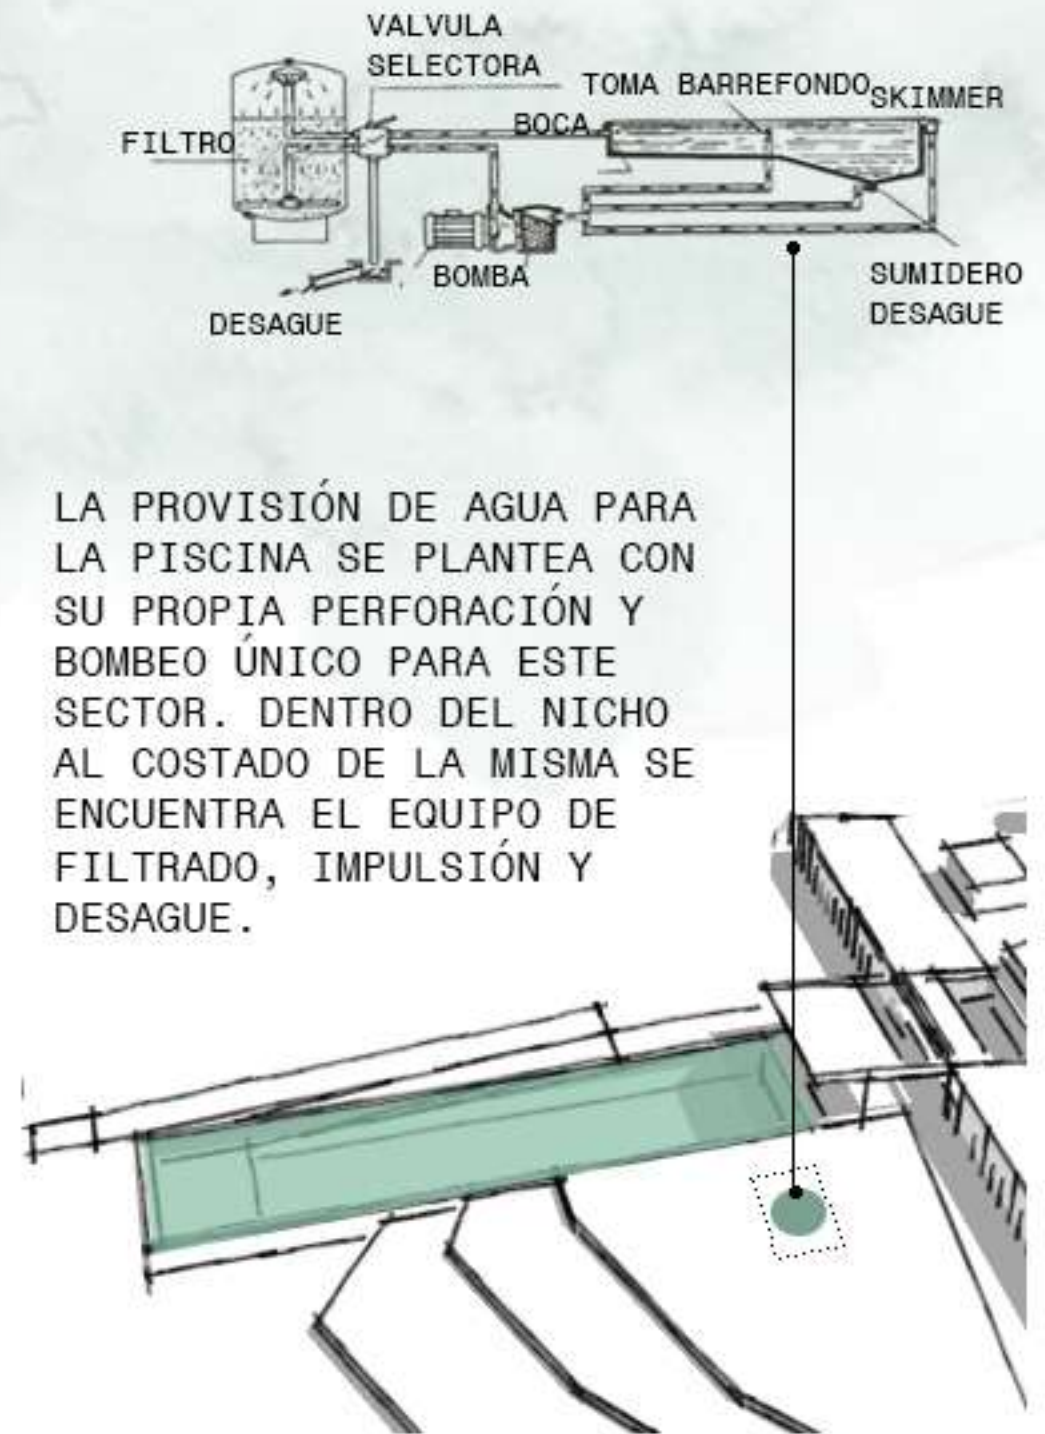 VALVULA
SELECTORA
TOMA BARREFONDO
SKIMMER
BOCA
FILTRO
BOMBA
SUMIDERO
DESAGUE
DESAGUE
LA PROVISIÓN DE AGUA PARA
LA PISCINA SE PLANTEA CON
SU PROPIA PERFORACIÓN Y
BOMBEO ÚNICO PARA ESTE
SECTOR. DENTRO DEL NICHO
AL COSTADO DE LA MISMA SE
ENCUENTRA EL EQUIPO DE
FILTRADO, IMPULSIÓN Y
DESAGUE.